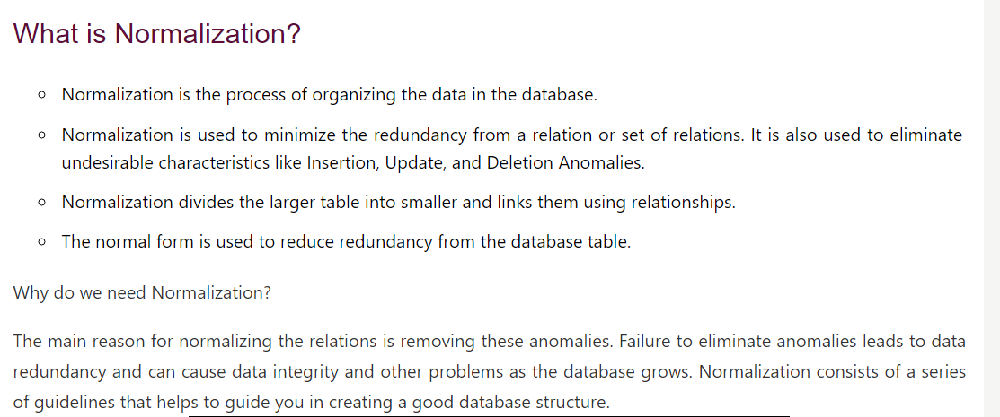 What is Normalization?
Normalization is the process of organizing the data in the database.
Normalization is used to minimize the redundancy from a relation or set of relations. It is also used to eliminate
undesirable characteristics like Insertion, Update, and Deletion Anomalies.
Normalization divides the larger table into smaller and links them using relationships.
The normal form is used to reduce redundancy from the database table.
Why do we need Normalization?
The main reason for normalizing the relations is removing these anomalies. Failure to eliminate anomalies leads to data
redundancy and can cause data integrity and other problems as the database grows. Normalization consists of a series
of guidelines that helps to guide you in creating a good database structure.